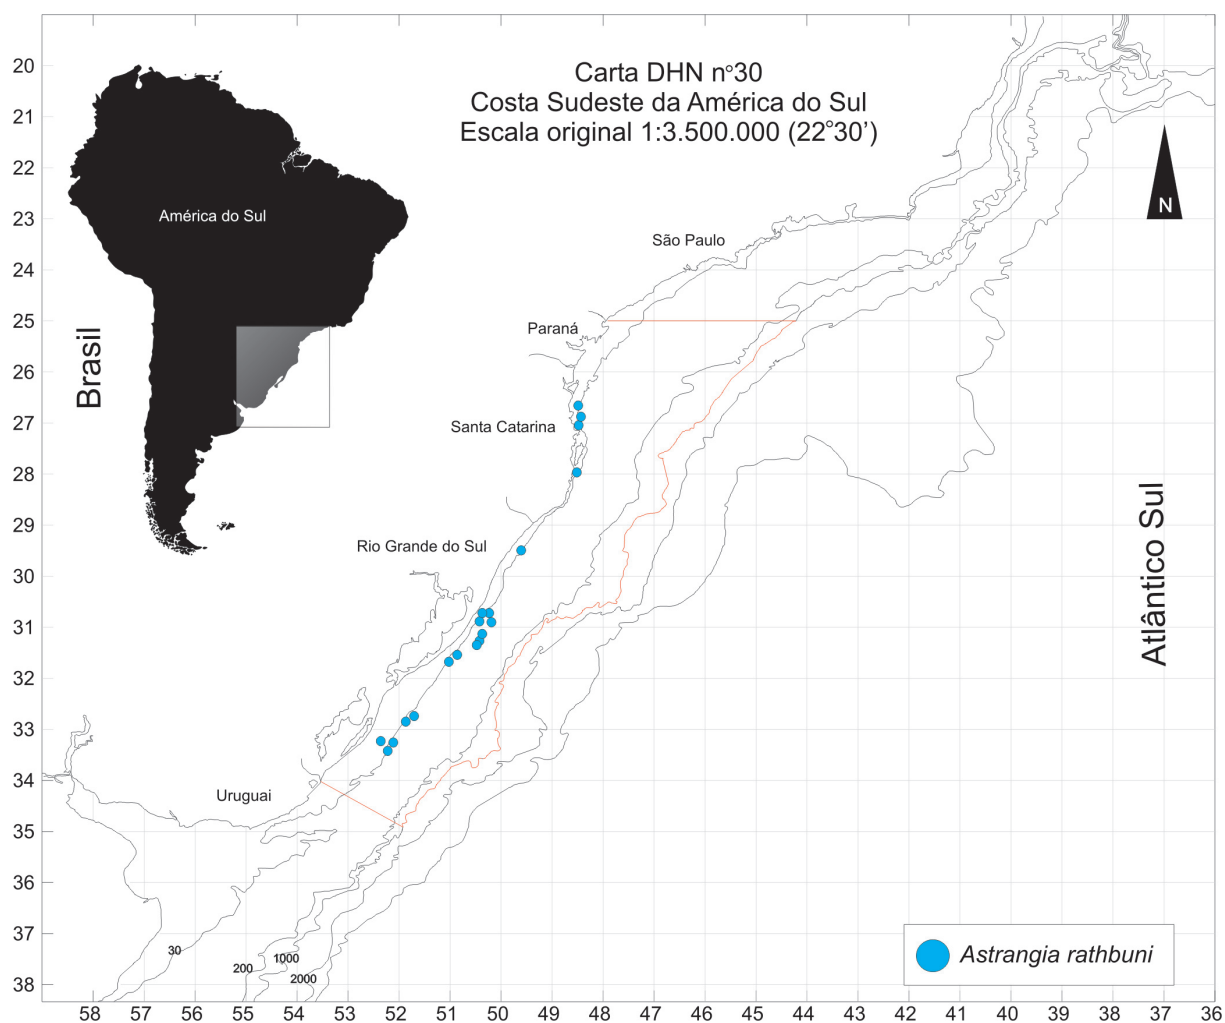 Carta DHN nº30
Costa Sudeste da América do Sul
Escala original 1:3.500.000 (22°30’)
20
21
22
23
24
25
26
27
28
29
30
31
32
33
34
35
36
37
38
América do Sul
Brasil
N
São Paulo
Paraná
Santa Catarina
Rio Grande do Sul
Uruguai
Atlântico Sul
30
200
1000
2000
Astrangia rathbuni
58 57 56 55 54 53 52 51 50 49 48 47 46 45 44 43 42 41 40 39 38 37 36